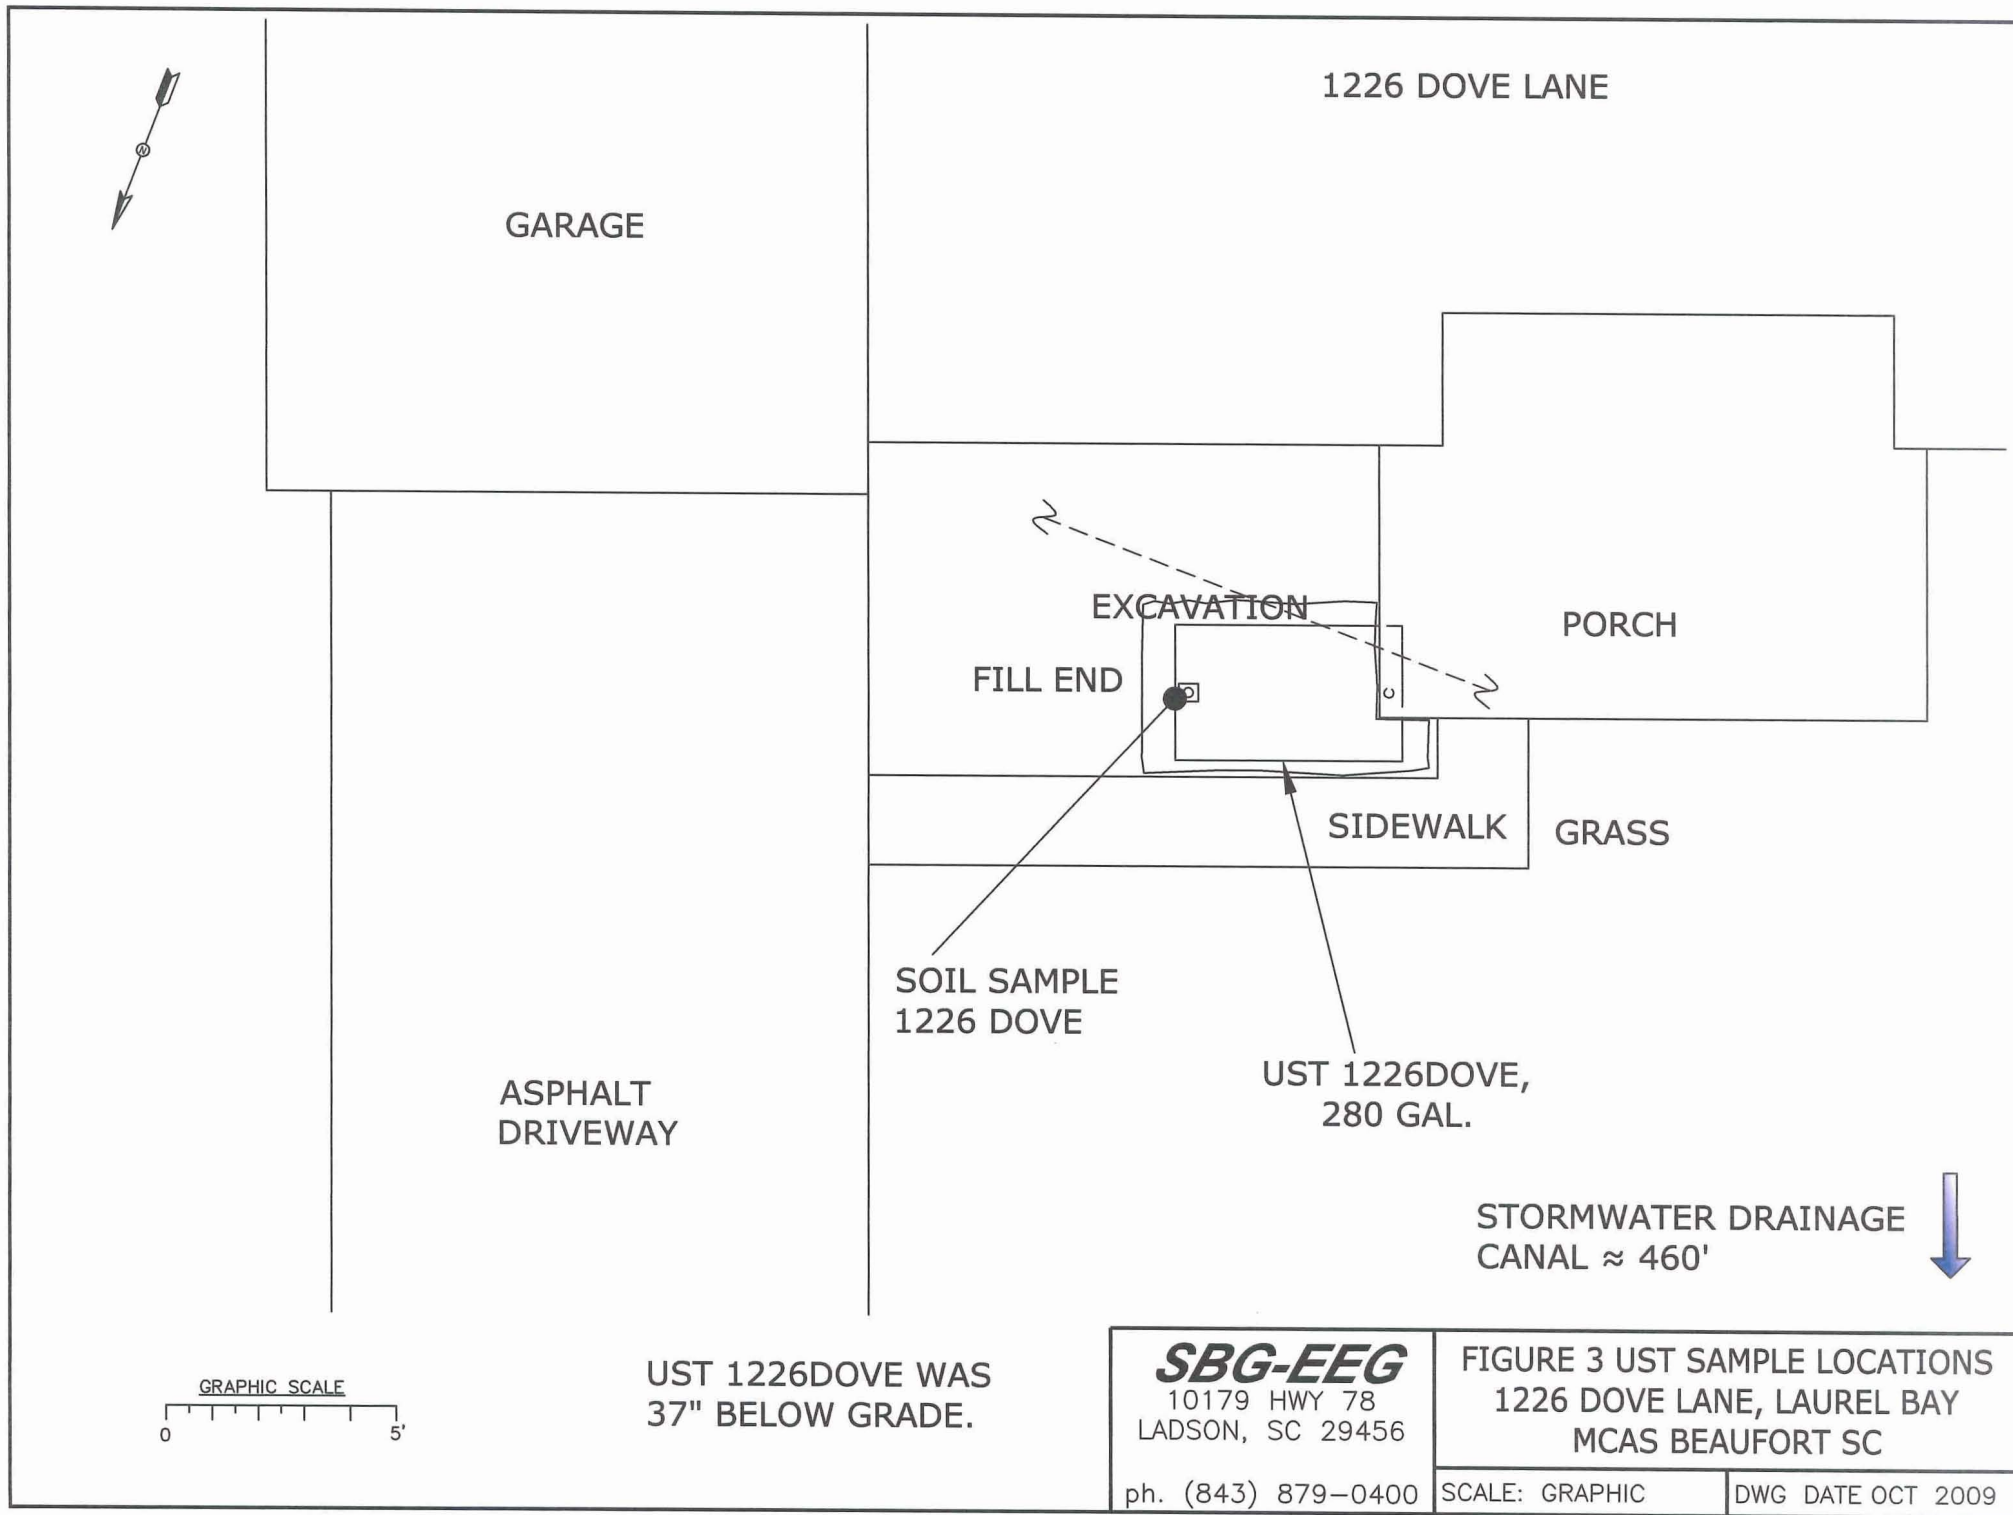 1226 DOVE LANE
N
GARAGE
EXCAVATION
PORCH
FILL END
C
SIDEWALK
GRASS
SOIL SAMPLE
1226 DOVE
UST 1226DOVE,
280 GAL.
ASPHALT
DRIVEWAY
STORMWATER DRAINAGE
CANAL ≈ 460'
GRAPHIC SCALE
0 5'
UST 1226DOVE WAS
37" BELOW GRADE.
SBG-EEG
10179 HWY 78
LADSON, SC 29456
ph. (843) 879-0400
FIGURE 3 UST SAMPLE LOCATIONS
1226 DOVE LANE, LAUREL BAY
MCAS BEAUFORT SC
SCALE: GRAPHIC
DWG DATE OCT 2009